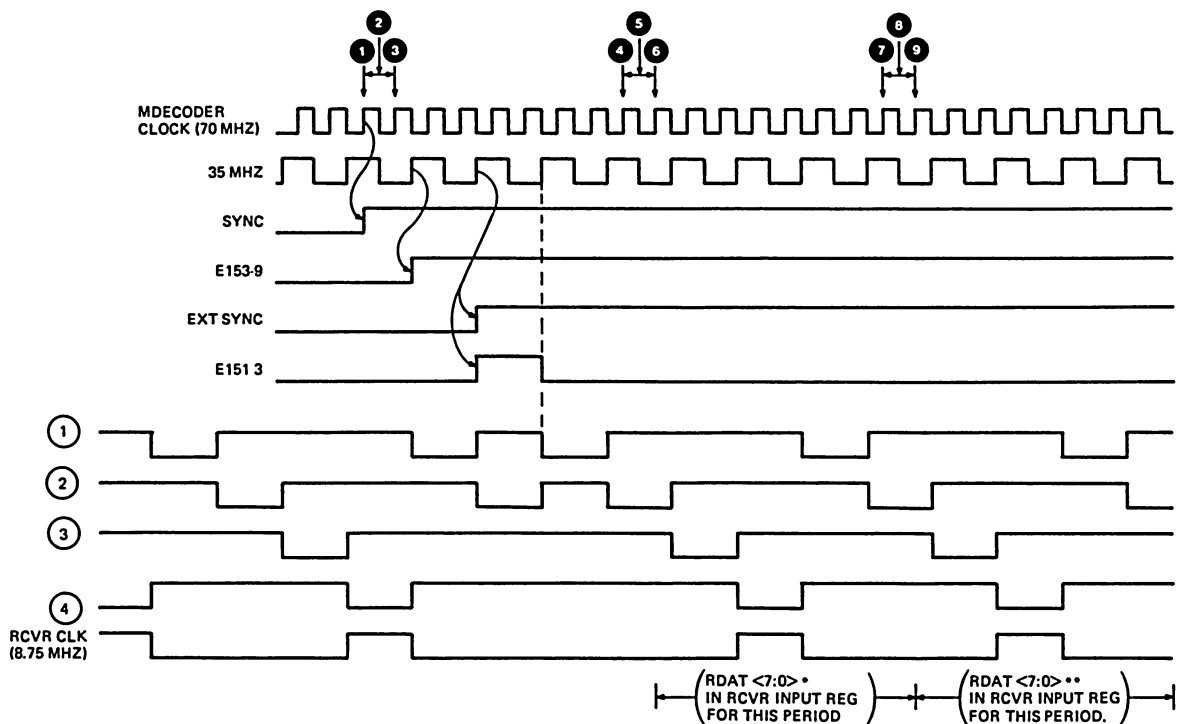 2 5 8
1 3 4 6 7 9
MDECODER
CLOCK (70 MHZ)
35 MHZ
SYNC
E153-9
EXT SYNC
E151 3
1
2
3
4
RCVR CLK
(8.75 MHZ)
RDAT <7:0> •
IN RCVR INPUT REG
FOR THIS PERIOD
RDAT <7:0> ••
IN RCVR INPUT REG
FOR THIS PERIOD.